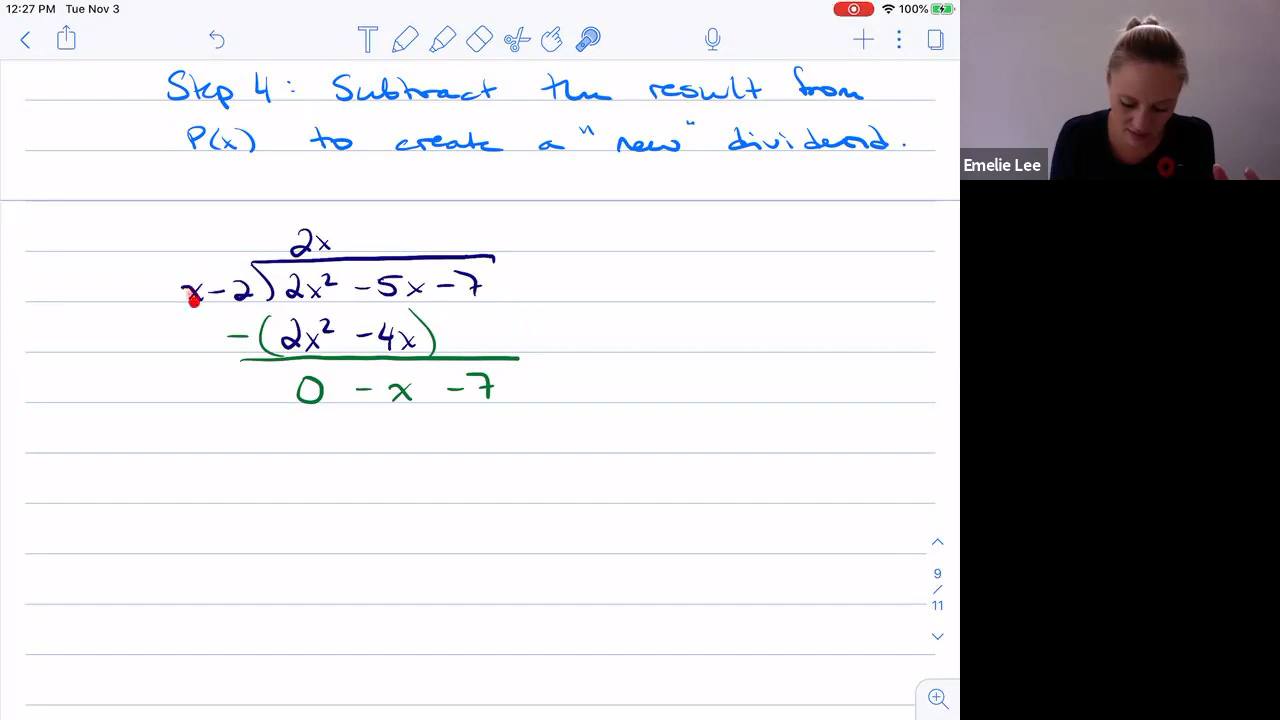 12:27 PM Tue Nov 3
100%
Step 4: Subtract the result from
P(x) to create a "new" dividend.
Emelie Lee
2x
x - 2) 2x² - 5x - 7
- (2x² - 4x)
0 - x - 7
9
/
11